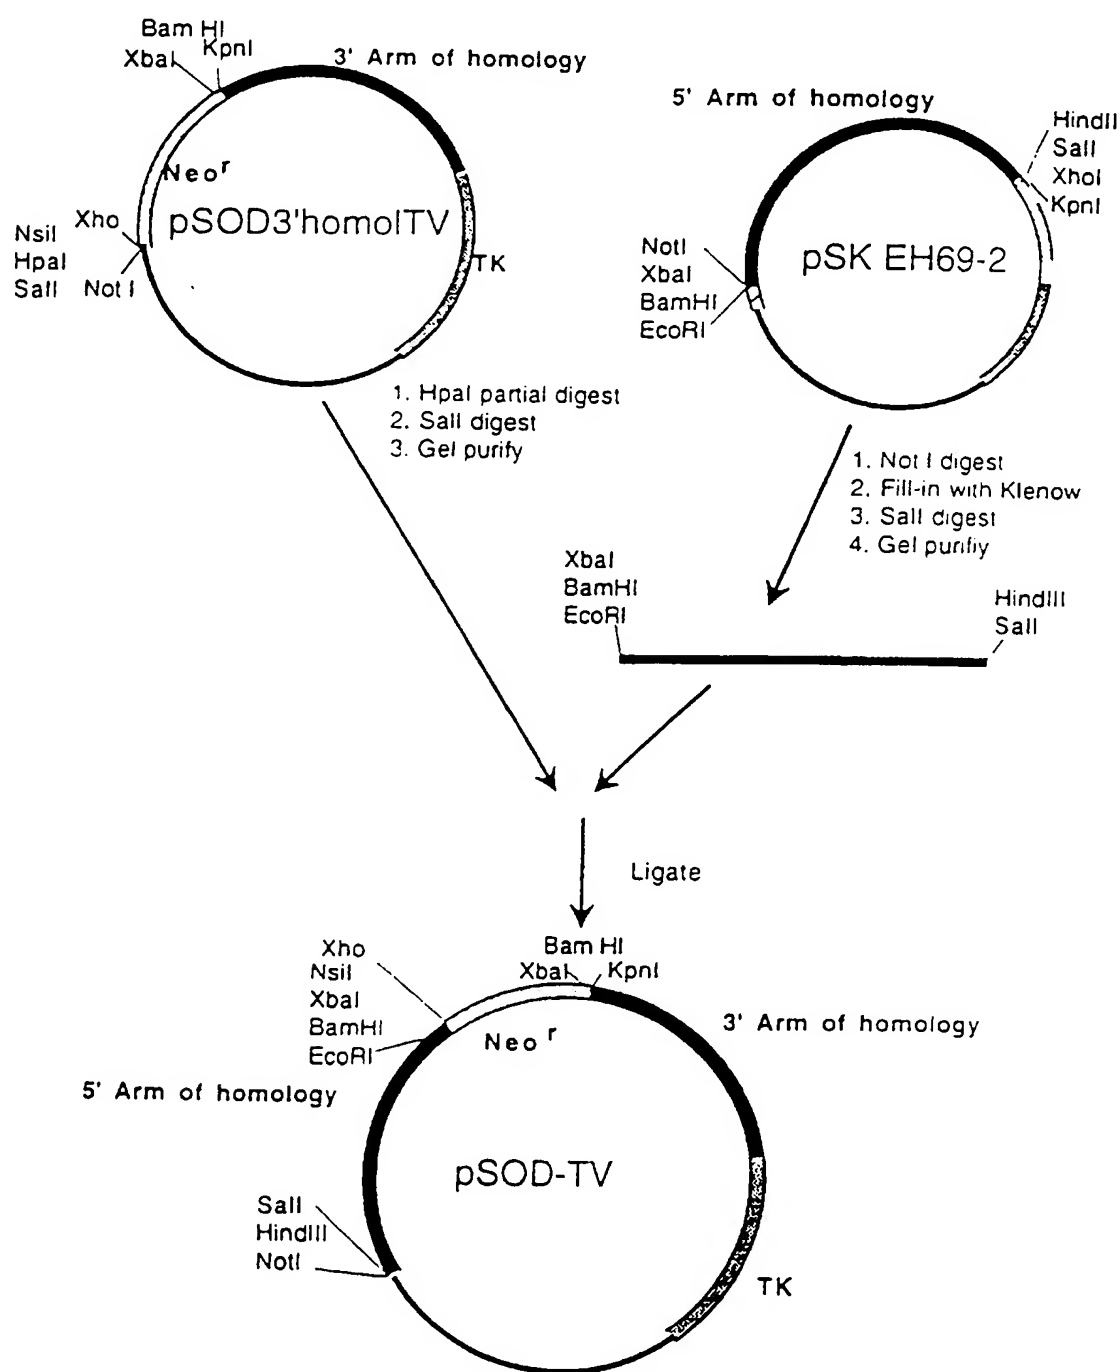 Bam HI
KpnI
XbaI
3' Arm of homology
Neo r
Xho
pSOD3'homolTV
NsiI
HpaI
SalI
Not I
TK
5' Arm of homology
HindII
SalI
XhoI
KpnI
NotI
XbaI
BamHI
EcoRI
pSK EH69-2
1. HpaI partial digest
2. SalI digest
3. Gel purify
1. Not I digest
2. Fill-in with Klenow
3. SalI digest
4. Gel purifiy
XbaI
BamHI
EcoRI
HindIII
SalI
Ligate
Xho
NsiI
XbaI
BamHI
EcoRI
Bam HI
XbaI
KpnI
Neo r
3' Arm of homology
5' Arm of homology
pSOD-TV
SalI
HindIII
NotI
TK